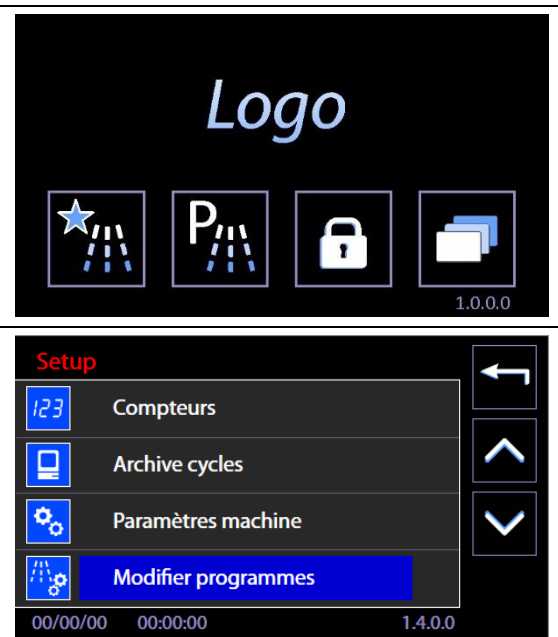 Logo
P
1.0.0.0
Setup
123 Compteurs
Archive cycles
Paramètres machine
Modifier programmes
00/00/00 00:00:00 1.4.0.0